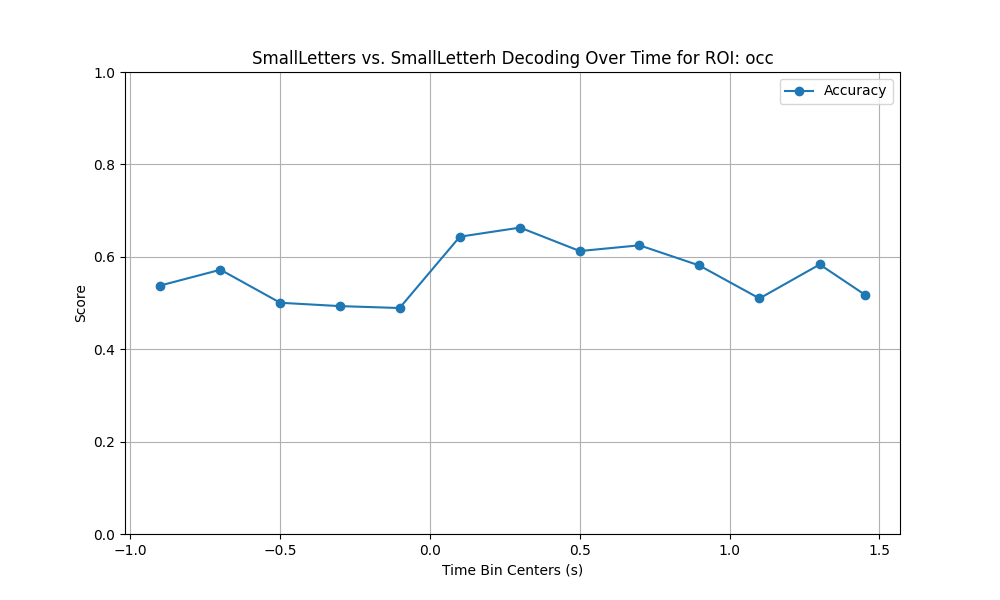 SmallLetters vs. SmallLetterh Decoding Over Time for ROI: occ
Accuracy
1.0
0.8
0.6
0.4
0.2
0.0
Score
−1.0 −0.5 0.0 0.5 1.0 1.5
Time Bin Centers (s)